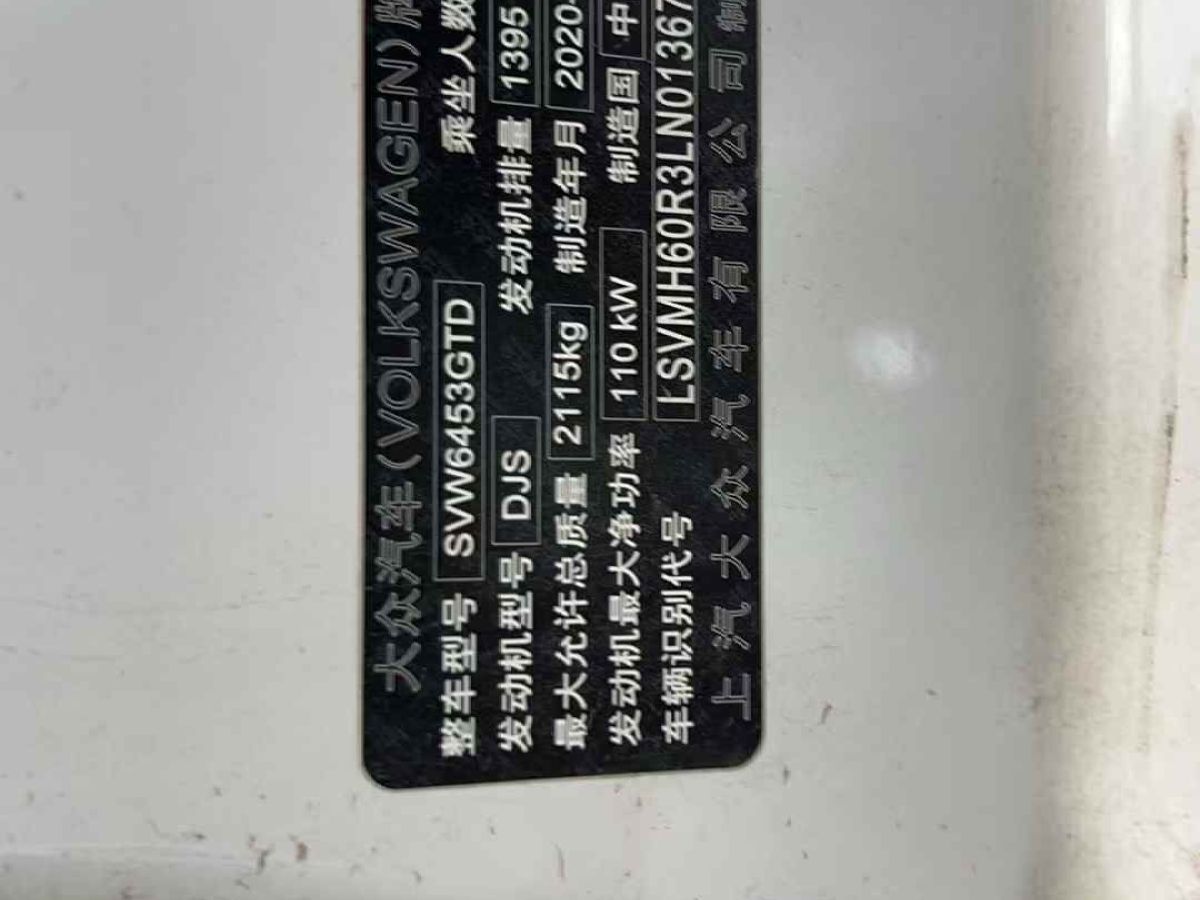 大众汽车(VOLKSWAGEN)牌
整车型号 SVW6453GTD 乘坐人数
发动机型号 DJS 发动机排量 1395
最大允许总质量 2115kg 制造年月 2020
发动机最大净功率 110 kW 制造国 中
车辆识别代号 LSVMH60R3LN01367
上汽大众汽车有限公司 制